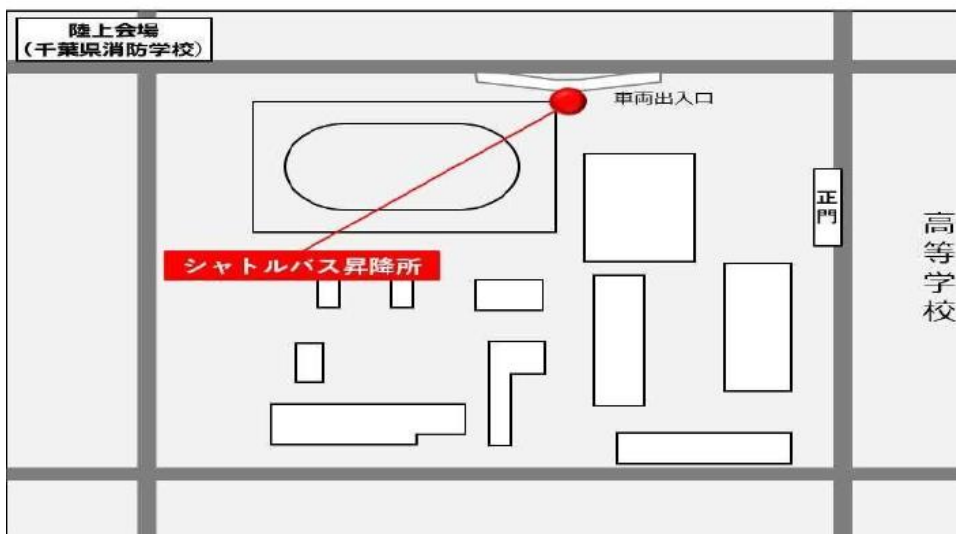 陸上会場
（千葉県消防学校）
車両出入口
正門
高等学校
シャトルバス昇降所